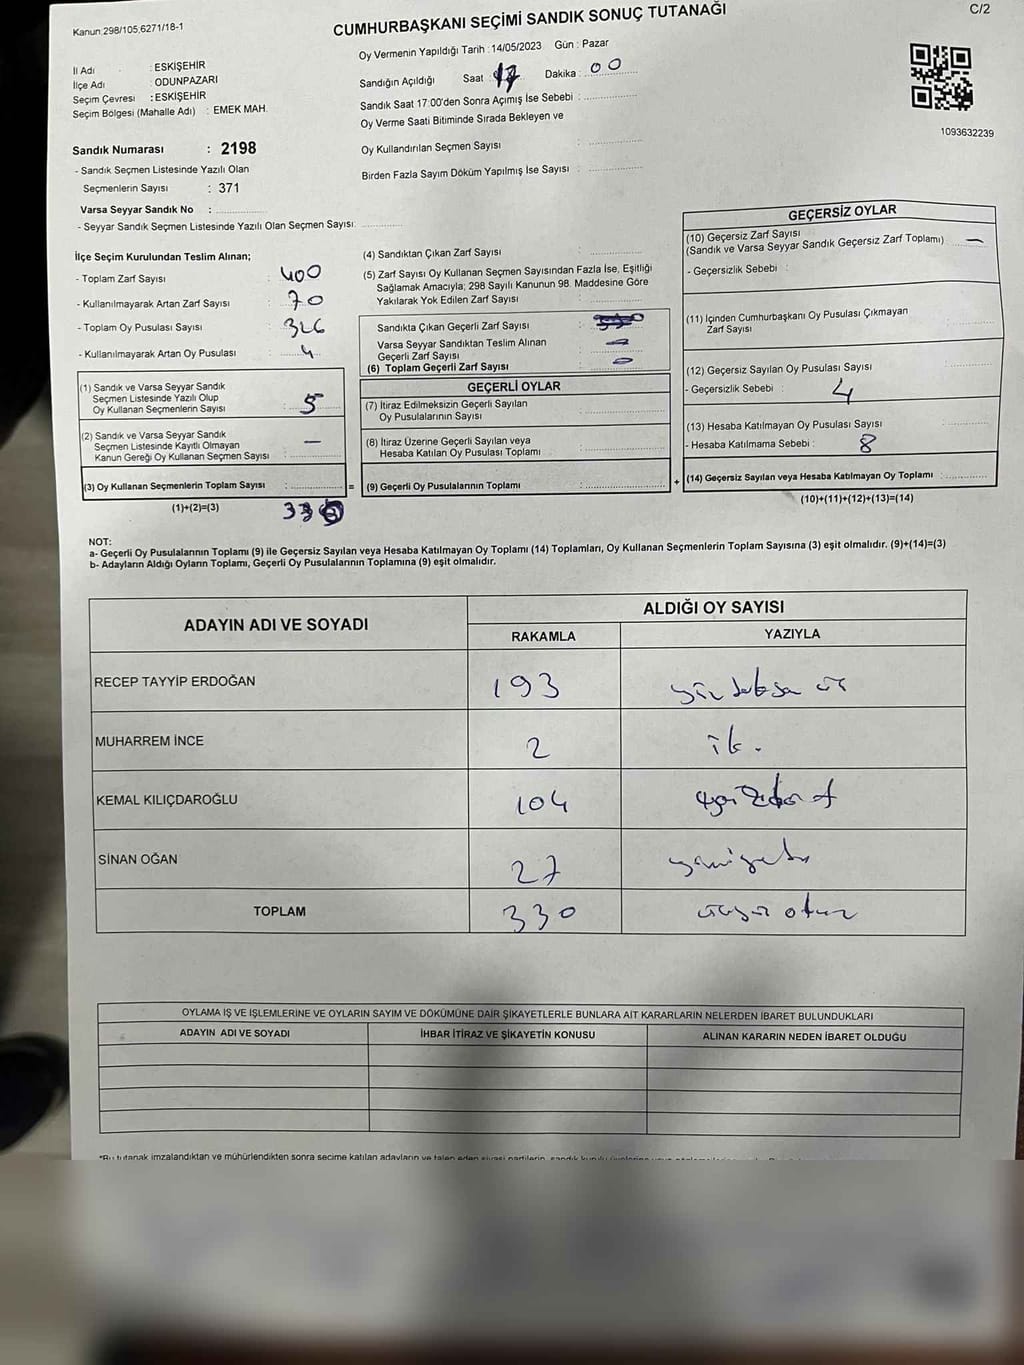 Kanun:298/105,6271/18-1
CUMHURBAŞKANI SEÇİMİ SANDIK SONUÇ TUTANAĞI
C/2
İl Adı : ESKİŞEHİR
İlçe Adı : ODUNPAZARI
Seçim Çevresi : ESKİŞEHİR
Seçim Bölgesi (Mahalle Adı) : EMEK MAH.
Oy Vermenin Yapıldığı Tarih : 14/05/2023 Gün : Pazar
Sandığın Açıldığı Saat : 17 Dakika : 00
Sandık Saat 17:00'den Sonra Açımış İse Sebebi :
Oy Verme Saati Bitiminde Sırada Bekleyen ve
Oy Kullandırılan Seçmen Sayısı :
Birden Fazla Sayım Döküm Yapılmış İse Sayısı :
1093632239
Sandık Numarası : 2198
- Sandık Seçmen Listesinde Yazılı Olan
Seçmenlerin Sayısı : 371
Varsa Seyyar Sandık No :
- Seyyar Sandık Seçmen Listesinde Yazılı Olan Seçmen Sayısı:
İlçe Seçim Kurulundan Teslim Alınan;
- Toplam Zarf Sayısı : 400
- Kullanılmayarak Artan Zarf Sayısı : 70
- Toplam Oy Pusulası Sayısı : 326
- Kullanılmayarak Artan Oy Pusulası : 4
(1) Sandık ve Varsa Seyyar Sandık
Seçmen Listesinde Yazılı Olup
Oy Kullanan Seçmenlerin Sayısı : 5
(2) Sandık ve Varsa Seyyar Sandık
Seçmen Listesinde Kayıtlı Olmayan
Kanun Gereği Oy Kullanan Seçmen Sayısı : —
(3) Oy Kullanan Seçmenlerin Toplam Sayısı : =
(1)+(2)=(3)
(4) Sandıktan Çıkan Zarf Sayısı :
(5) Zarf Sayısı Oy Kullanan Seçmen Sayısından Fazla İse, Eşitliği
Sağlamak Amacıyla; 298 Sayılı Kanunun 98. Maddesine Göre
Yakılarak Yok Edilen Zarf Sayısı :
Sandıkta Çıkan Geçerli Zarf Sayısı :
Varsa Seyyar Sandıktan Teslim Alınan
Geçerli Zarf Sayısı :
(6) Toplam Geçerli Zarf Sayısı :
GEÇERLİ OYLAR
(7) İtiraz Edilmeksizin Geçerli Sayılan
Oy Pusulalarının Sayısı :
(8) İtiraz Üzerine Geçerli Sayılan veya
Hesaba Katılan Oy Pusulası Toplamı :
(9) Geçerli Oy Pusulalarının Toplamı : +
GEÇERSİZ OYLAR
(10) Geçersiz Zarf Sayısı
(Sandık ve Varsa Seyyar Sandık Geçersiz Zarf Toplamı) —
- Geçersizlik Sebebi :
(11) İçinden Cumhurbaşkanı Oy Pusulası Çıkmayan
Zarf Sayısı
(12) Geçersiz Sayılan Oy Pusulası Sayısı
- Geçersizlik Sebebi : 4
(13) Hesaba Katılmayan Oy Pusulası Sayısı
- Hesaba Katılmama Sebebi : 8
(14) Geçersiz Sayılan veya Hesaba Katılmayan Oy Toplamı :
(10)+(11)+(12)+(13)=(14)
NOT:
a- Geçerli Oy Pusulalarının Toplamı (9) ile Geçersiz Sayılan veya Hesaba Katılmayan Oy Toplamı (14) Toplamları, Oy Kullanan Seçmenlerin Toplam Sayısına (3) eşit olmalıdır. (9)+(14)=(3)
b- Adayların Aldığı Oyların Toplamı, Geçerli Oy Pusulalarının Toplamına (9) eşit olmalıdır.
ADAYIN ADI VE SOYADI
ALDIĞI OY SAYISI
RAKAMLA YAZIYLA
RECEP TAYYİP ERDOĞAN 193
MUHARREM İNCE 2
KEMAL KILIÇDAROĞLU 104
SİNAN OĞAN 27
TOPLAM 330
OYLAMA İŞ VE İŞLEMLERİNE VE OYLARIN SAYIM VE DÖKÜMÜNE DAİR ŞİKAYETLERLE BUNLARA AİT KARARLARIN NELERDEN İBARET BULUNDUKLARI
ADAYIN ADI VE SOYADI İHBAR İTİRAZ VE ŞİKAYETİN KONUSU ALINAN KARARIN NEDEN İBARET OLDUĞU
*Bu tutanak imzalandıktan ve mühürlendikten sonra seçime katılan adayların ve talep eden siyasi partilerin, sandık kurulu